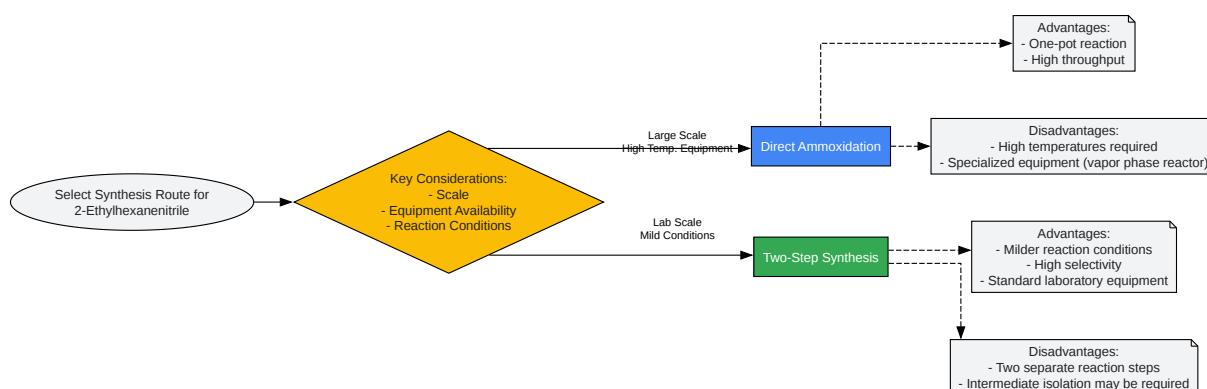 Select Synthesis Route for
2-Ethylhexanenitrile
Key Considerations:
- Scale
- Equipment Availability
- Reaction Conditions
Large Scale
High Temp. Equipment
Direct Ammoxidation
Advantages:
- One-pot reaction
- High throughput
Disadvantages:
- High temperatures required
- Specialized equipment (vapor phase reactor)
Lab Scale
Mild Conditions
Two-Step Synthesis
Advantages:
- Milder reaction conditions
- High selectivity
- Standard laboratory equipment
Disadvantages:
- Two separate reaction steps
- Intermediate isolation may be required